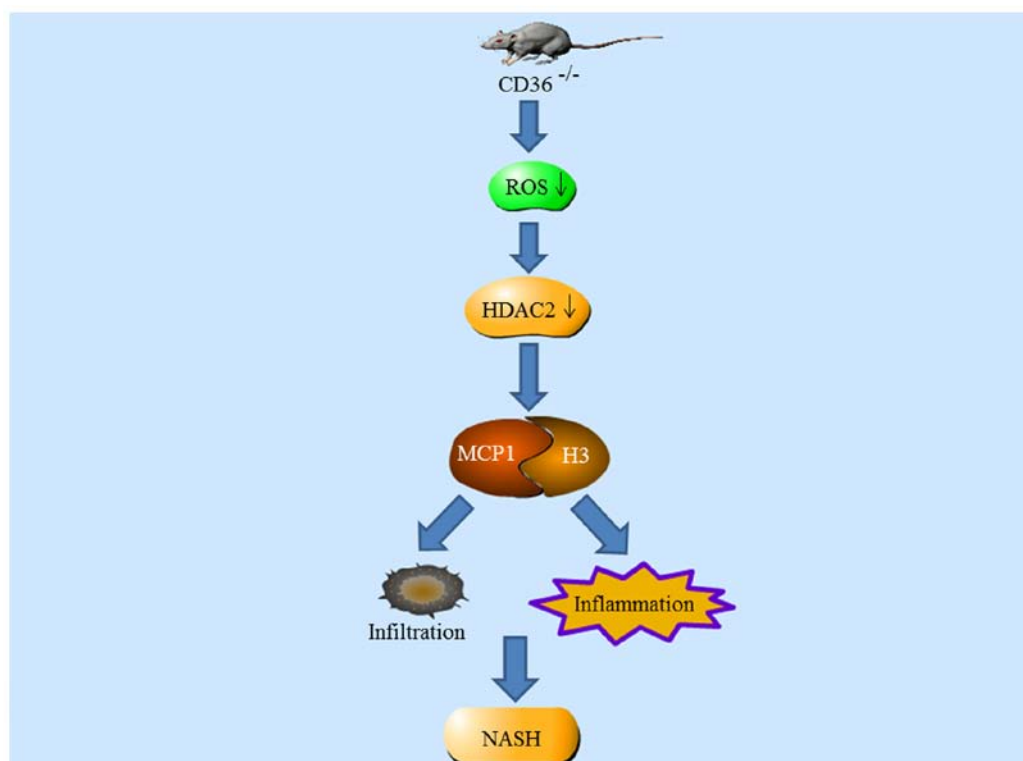 CD36 -/-
ROS ↓
HDAC2 ↓
MCP1 H3
Infiltration
Inflammation
NASH